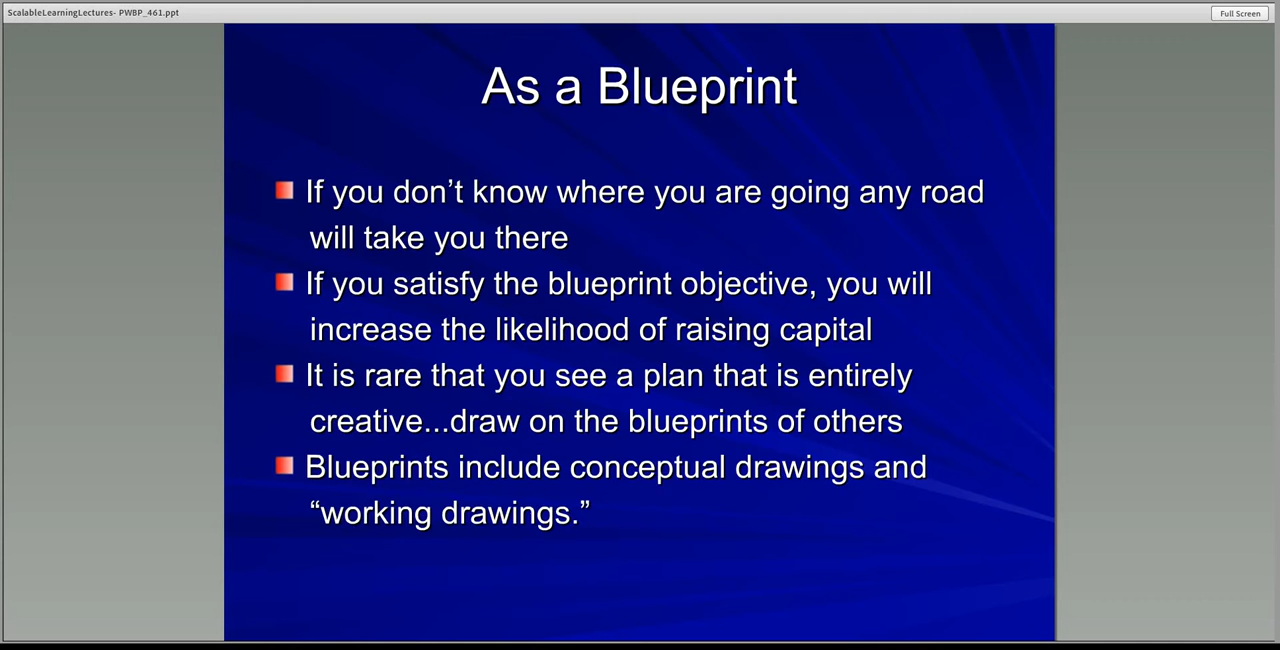 ScalableLearningLectures- PWBP_461.ppt
Full Screen
As a Blueprint
If you don’t know where you are going any road
will take you there
If you satisfy the blueprint objective, you will
increase the likelihood of raising capital
It is rare that you see a plan that is entirely
creative...draw on the blueprints of others
Blueprints include conceptual drawings and
“working drawings.”